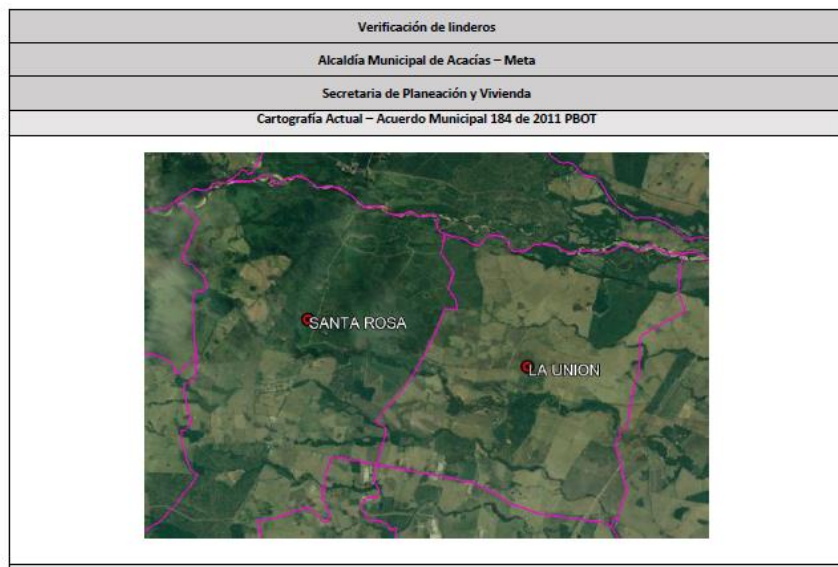 Verificación de linderos
Alcaldía Municipal de Acacías – Meta
Secretaria de Planeación y Vivienda
Cartografía Actual – Acuerdo Municipal 184 de 2011 PBOT
SANTA ROSA
LA UNION